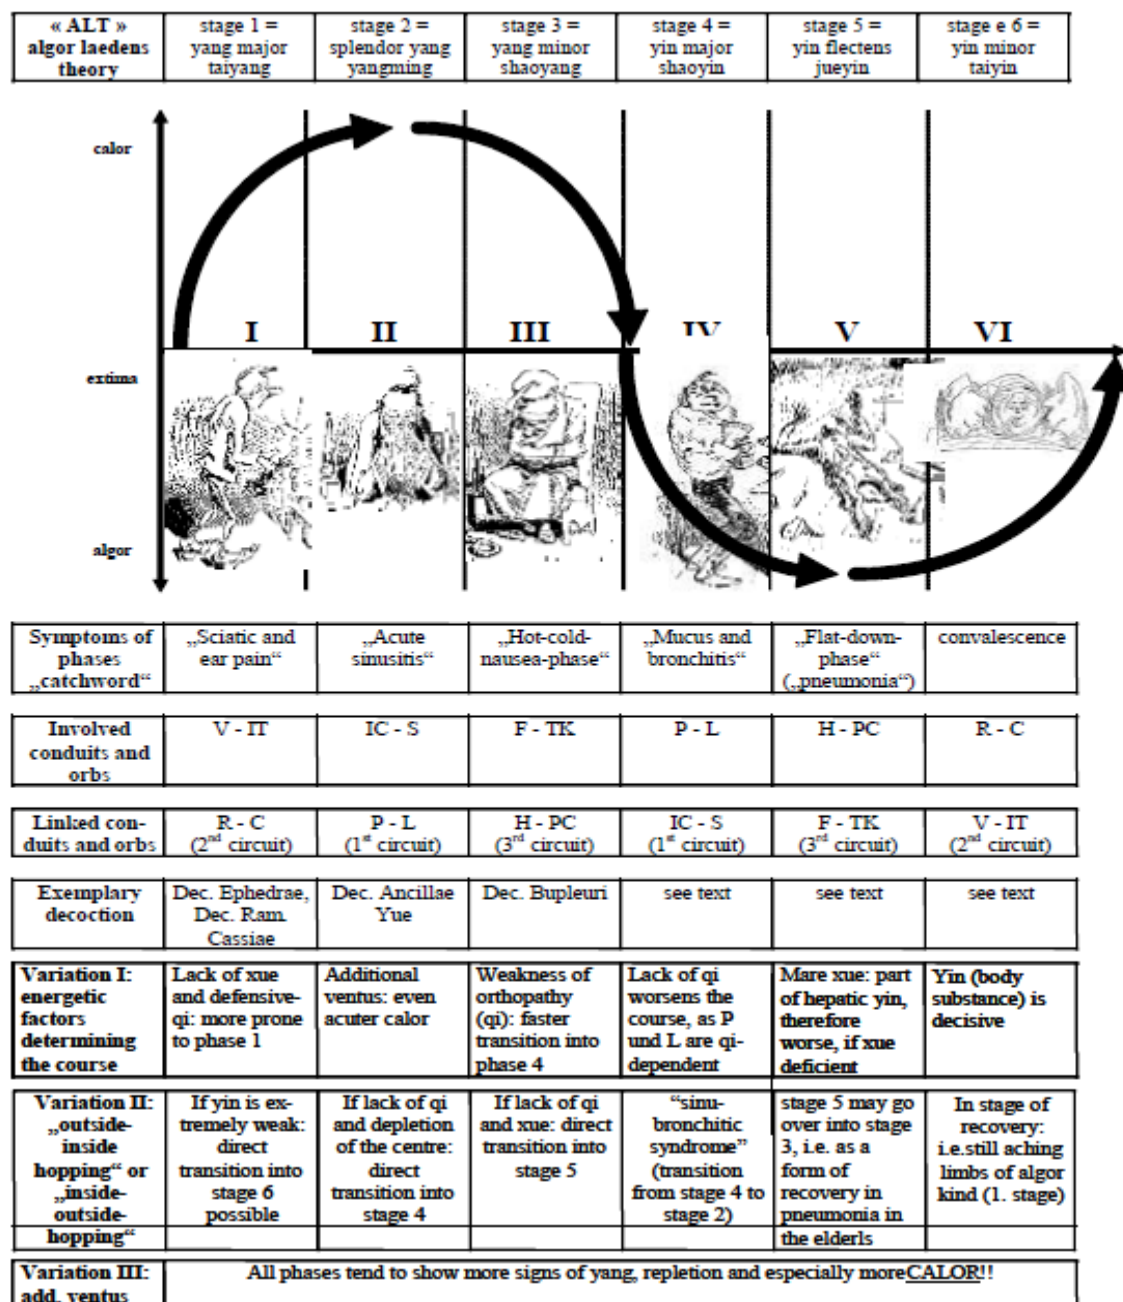 « ALT »
algor laedens
theory
stage 1 =
yang major
taiyang
stage 2 =
splendor yang
yangming
stage 3 =
yang minor
shaoyang
stage 4 =
yin major
shaoyin
stage 5 =
yin flectens
jueyin
stage e 6 =
yin minor
taiyin
calor
extima
algor
I
II
III
IV
V
VI
Symptoms of
phases
„catchword“
„Sciatic and
ear pain“
„Acute
sinusitis“
„Hot-cold-
nausea-phase“
„Mucus and
bronchitis“
„Flat-down-
phase“
(„pneumonia“)
convalescence
Involved
conduits and
orbs
V - IT
IC - S
F - TK
P - L
H - PC
R - C
Linked con-
duits and orbs
R - C
(2nd circuit)
P - L
(1st circuit)
H - PC
(3rd circuit)
IC - S
(1st circuit)
F - TK
(3rd circuit)
V - IT
(2nd circuit)
Exemplary
decoction
Dec. Ephedrae,
Dec. Ram.
Cassiae
Dec. Ancillae
Yue
Dec. Bupleuri
see text
see text
see text
Variation I:
energetic
factors
determining
the course
Lack of xue
and defensive-
qi: more prone
to phase 1
Additional
ventus: even
acuter calor
Weakness of
orthopathy
(qi): faster
transition into
phase 4
Lack of qi
worsens the
course, as P
und L are qi-
dependent
Mare xue: part
of hepatic yin,
therefore
worse, if xue
deficient
Yin (body
substance) is
decisive
Variation II:
„outside-
inside
hopping“ or
„inside-
outside-
hopping“
If yin is ex-
tremely weak:
direct
transition into
stage 6
possible
If lack of qi
and depletion
of the centre:
direct
transition into
stage 4
If lack of qi
and xue: direct
transition into
stage 5
“sinu-
bronchitic
syndrome”
(transition
from stage 4 to
stage 2)
stage 5 may go
over into stage
3, i.e. as a
form of
recovery in
pneumonia in
the elderls
In stage of
recovery:
i.e.still aching
limbs of algor
kind (1. stage)
Variation III:
add. ventus
All phases tend to show more signs of yang, repletion and especially moreCALOR!!